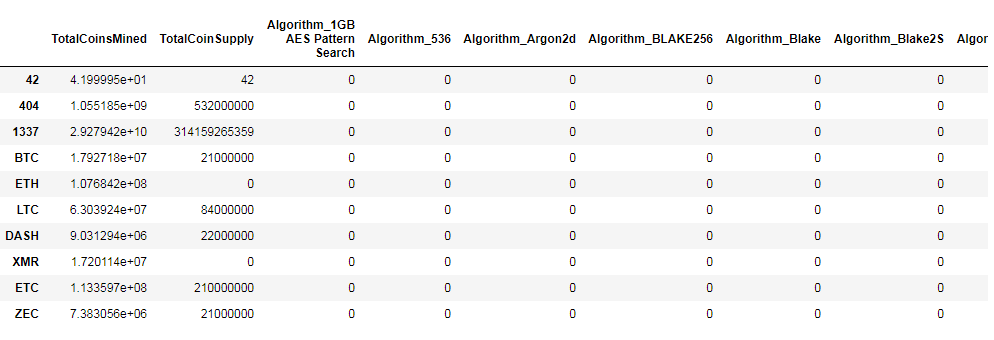 TotalCoinsMined TotalCoinSupply Algorithm_1GB AES Pattern Search Algorithm_536 Algorithm_Argon2d Algorithm_BLAKE256 Algorithm_Blake Algorithm_Blake2S Algor
42 4.199995e+01 42 0 0 0 0 0 0
404 1.055185e+09 532000000 0 0 0 0 0 0
1337 2.927942e+10 314159265359 0 0 0 0 0 0
BTC 1.792718e+07 21000000 0 0 0 0 0 0
ETH 1.076842e+08 0 0 0 0 0 0 0
LTC 6.303924e+07 84000000 0 0 0 0 0 0
DASH 9.031294e+06 22000000 0 0 0 0 0 0
XMR 1.720114e+07 0 0 0 0 0 0 0
ETC 1.133597e+08 210000000 0 0 0 0 0 0
ZEC 7.383056e+06 21000000 0 0 0 0 0 0